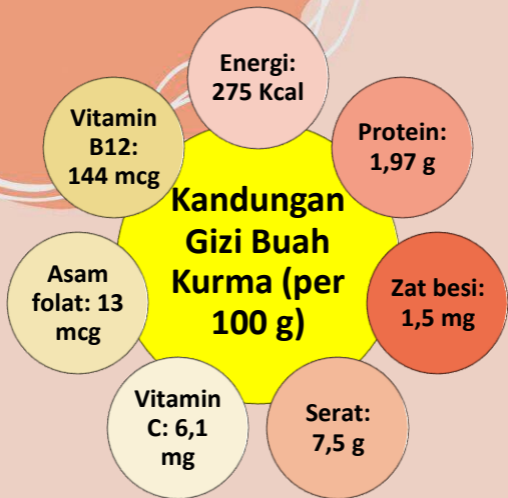 Kandungan
Gizi Buah
Kurma (per
100 g)
Energi:
275 Kcal
Protein:
1,97 g
Zat besi:
1,5 mg
Serat:
7,5 g
Vitamin
C: 6,1
mg
Asam
folat: 13
mcg
Vitamin
B12:
144 mcg